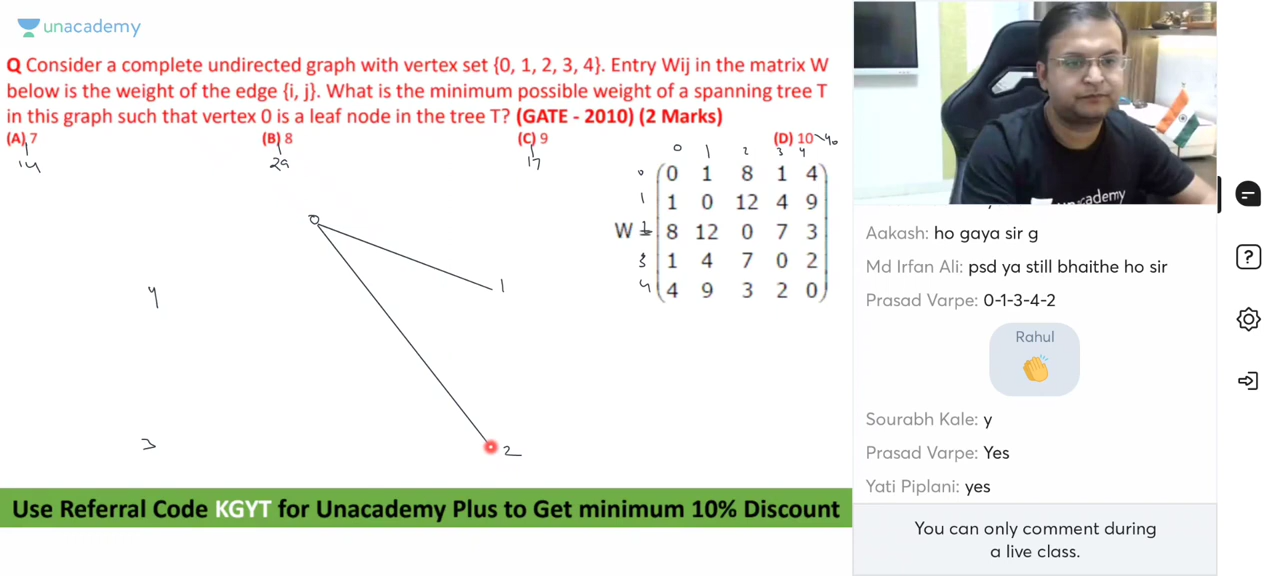 unacademy
Q Consider a complete undirected graph with vertex set {0, 1, 2, 3, 4}. Entry Wij in the matrix W
below is the weight of the edge {i, j}. What is the minimum possible weight of a spanning tree T
in this graph such that vertex 0 is a leaf node in the tree T? (GATE - 2010) (2 Marks)
(A) 7 (B) 8 (C) 9 (D) 10
14 29 17 40
0 1 2 3 4
0 0 1 8 1 4
1 1 0 12 4 9
W = 8 12 0 7 3
3 1 4 7 0 2
4 4 9 3 2 0
0
1
4
3
2
Use Referral Code KGYT for Unacademy Plus to Get minimum 10% Discount
unacademy
Aakash: ho gaya sir g
Md Irfan Ali: psd ya still bhaithe ho sir
Prasad Varpe: 0-1-3-4-2
Rahul
Sourabh Kale: y
Prasad Varpe: Yes
Yati Piplani: yes
You can only comment during
a live class.
?